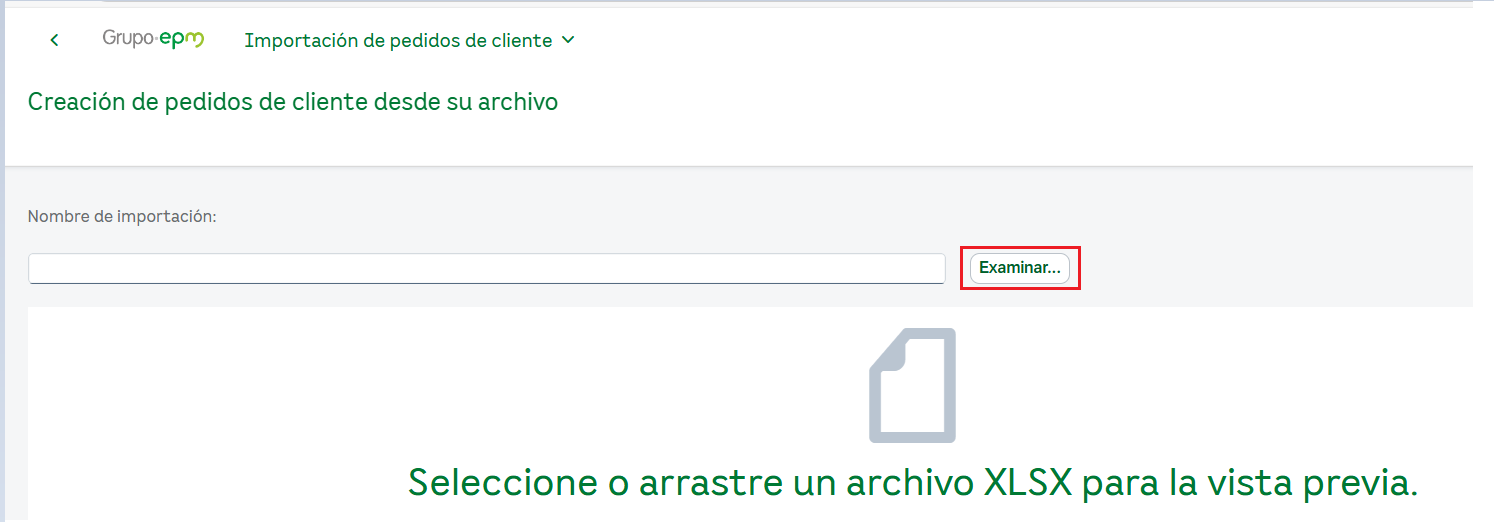 Grupo·epm Importación de pedidos de cliente
Creación de pedidos de cliente desde su archivo
Nombre de importación:
Examinar...
Seleccione o arrastre un archivo XLSX para la vista previa.